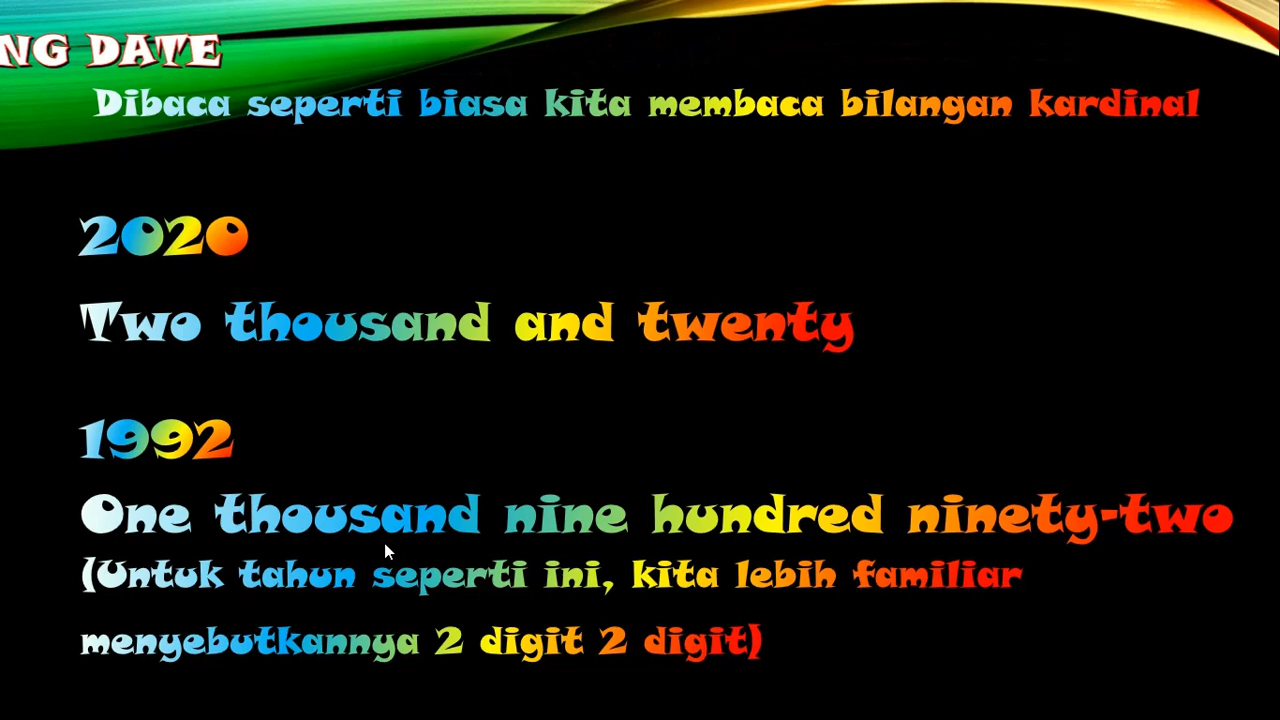 NG DATE
Dibaca seperti biasa kita membaca bilangan kardinal
2020
Two thousand and twenty
1992
One thousand nine hundred ninety-two
(Untuk tahun seperti ini, kita lebih familiar
menyebutkannya 2 digit 2 digit)